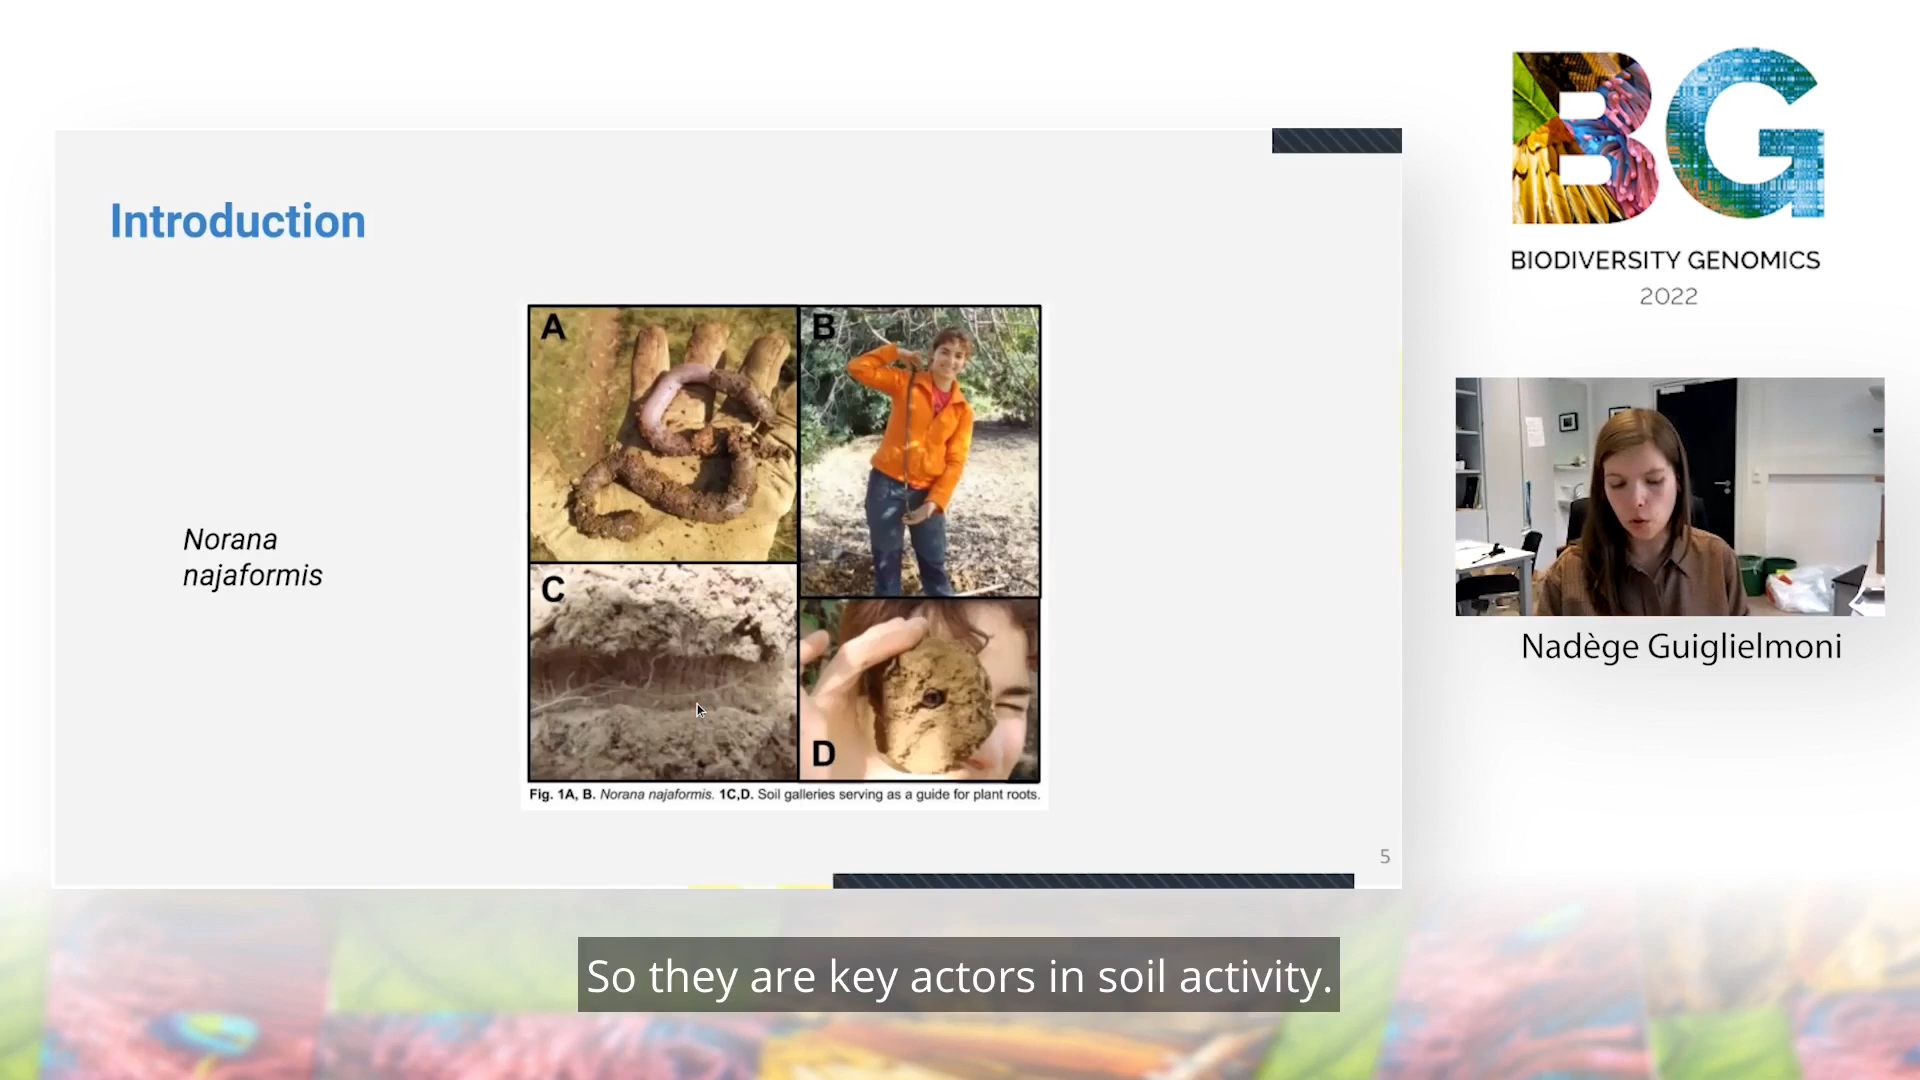 BG
BIODIVERSITY GENOMICS
2022
Introduction
A
B
Norana
najaformis
C
D
Fig. 1A, B. Norana najaformis. 1C,D. Soil galleries serving as a guide for plant roots.
Nadège Guiglielmoni
5
So they are key actors in soil activity.